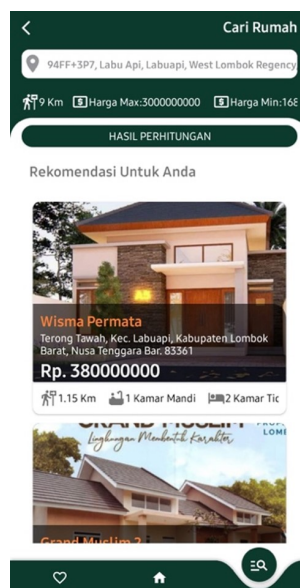 Cari Rumah
94FF+3P7, Labu Api, Labuapi, West Lombok Regency
9 Km Harga Max:3000000000 Harga Min:168
HASIL PERHITUNGAN
Rekomendasi Untuk Anda
Wisma Permata
Terong Tawah, Kec. Labuapi, Kabupaten Lombok
Barat, Nusa Tenggara Bar. 83361
Rp. 380000000
1.15 Km 1 Kamar Mandi 2 Kamar Tic
GRAND MUSLIM
LOME
Lingkungan Membentuk Karakter
Grand Muslim 2